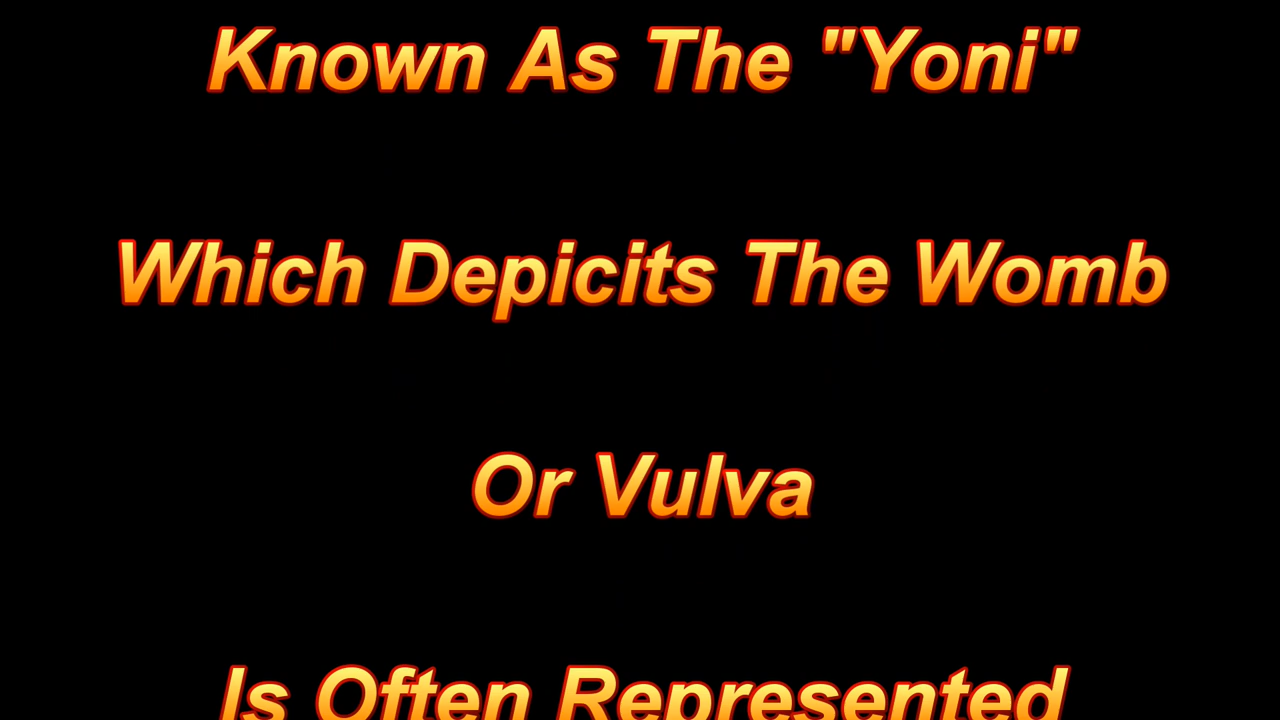 Known As The "Yoni"
Which Depicits The Womb
Or Vulva
Is Often Represented